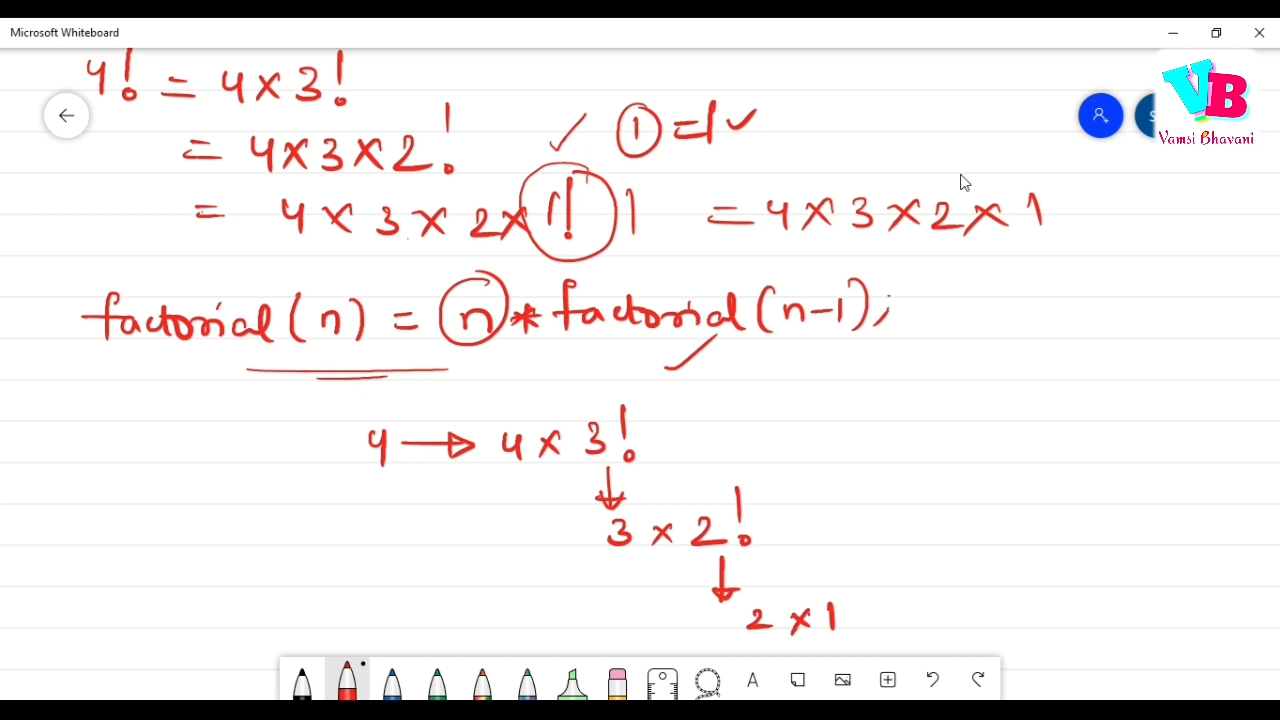 Microsoft Whiteboard
VB
Vamsi Bhavani
4! = 4 × 3!
= 4 × 3 × 2! ① = 1
= 4 × 3 × 2 × 1! 1 = 4 × 3 × 2 × 1
factorial(n) = n * factorial(n-1);
4 → 4 × 3!
3 × 2!
2 × 1